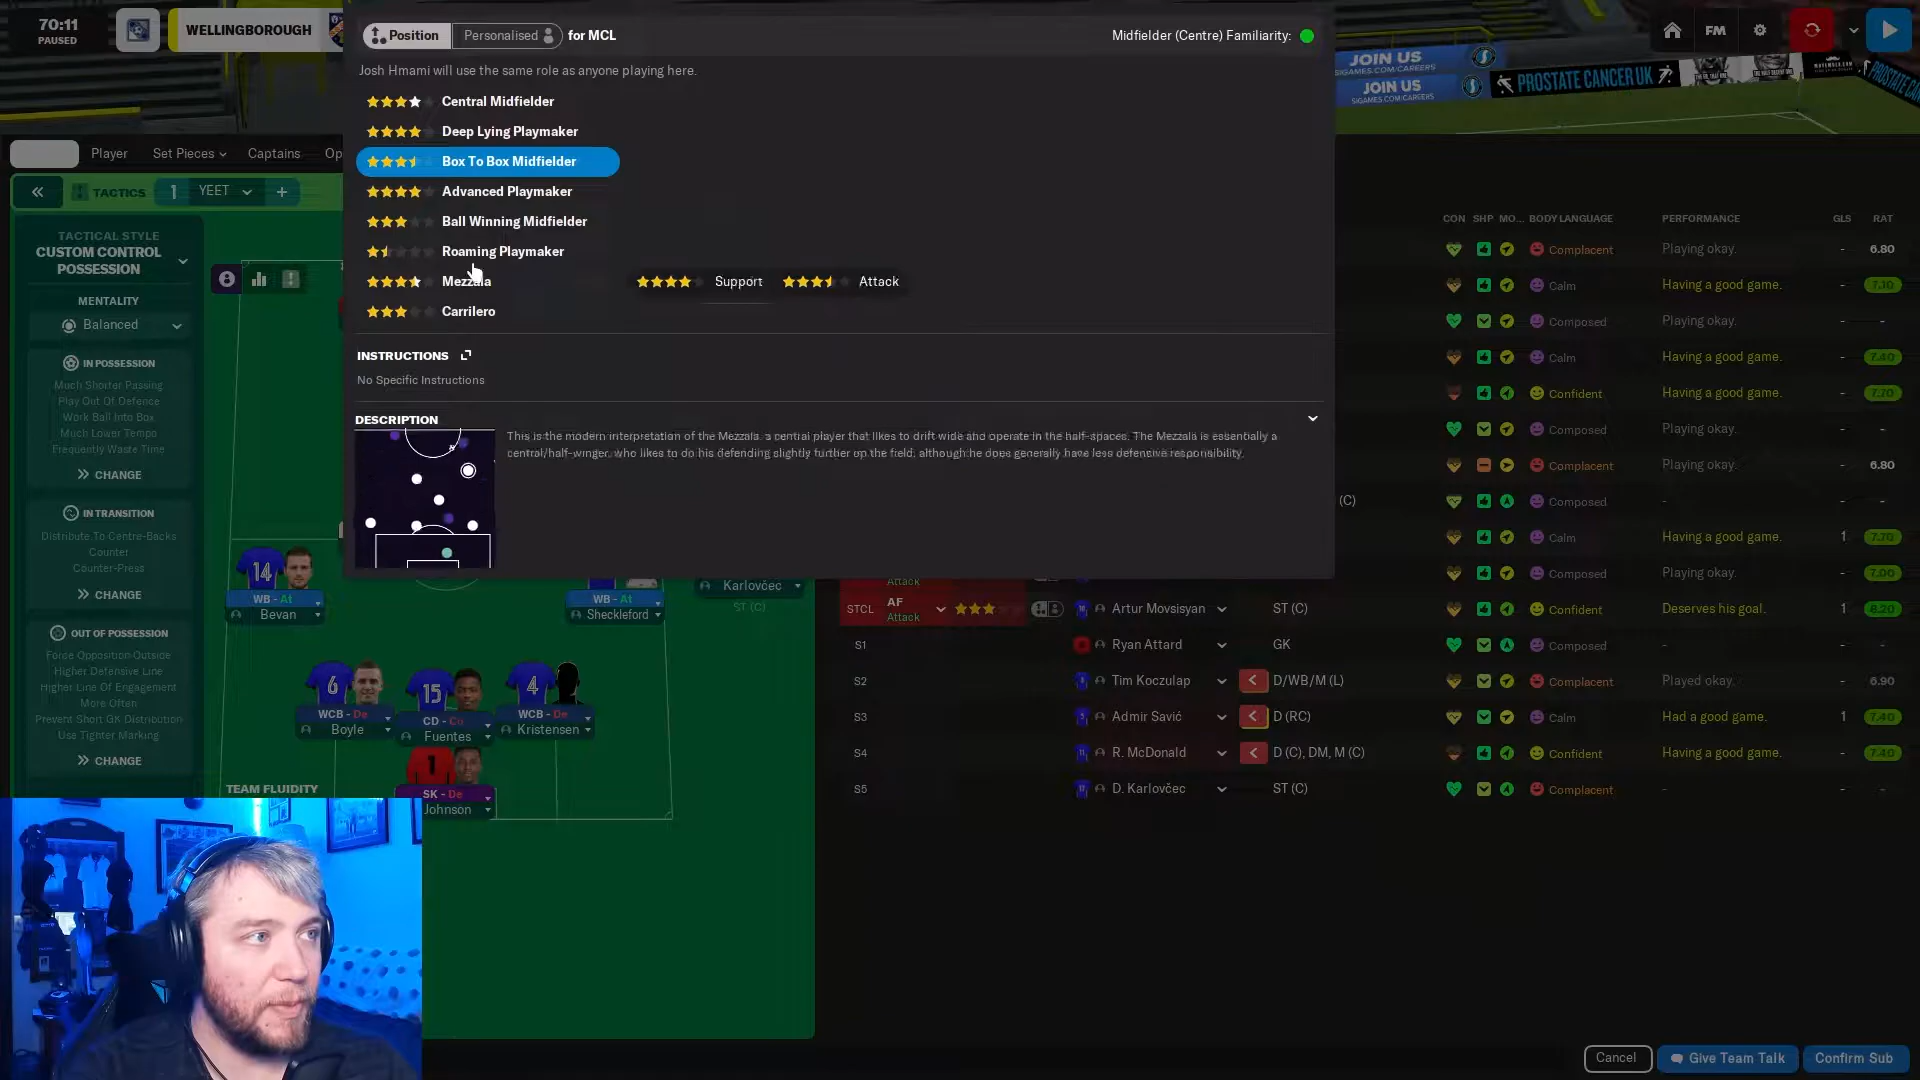 70:11
PAUSED
WELLINGBOROUGH
Position
Personalised
for MCL
Midfielder (Centre) Familiarity:
FM
JOIN US
SIGAMES.COM/CAREERS
JOIN US
SIGAMES.COM/CAREERS
PROSTATE CANCER UK
Josh Hmami will use the same role as anyone playing here.
Central Midfielder
Deep Lying Playmaker
Box To Box Midfielder
Advanced Playmaker
Ball Winning Midfielder
Roaming Playmaker
Mezzala
Support
Attack
Carrilero
INSTRUCTIONS
No Specific Instructions
DESCRIPTION
This is the modern interpretation of the Mezzala: a central player that likes to drift wide and operate in the half-spaces. The Mezzala is essentially a
central/half-winger, who likes to do his defending slightly further up the field, although he does generally have less defensive responsibility.
Player
Set Pieces
Captains
Op
TACTICS
1
YEET
TACTICAL STYLE
CUSTOM CONTROL
POSSESSION
MENTALITY
Balanced
IN POSSESSION
Much Shorter Passing
Play Out Of Defence
Work Ball Into Box
Much Lower Tempo
Frequently Waste Time
CHANGE
IN TRANSITION
Distribute To Centre-Backs
Counter
Counter-Press
CHANGE
OUT OF POSSESSION
Force Opposition Outside
Higher Defensive Line
Higher Line Of Engagement
More Often
Prevent Short GK Distribution
Use Tighter Marking
CHANGE
TEAM FLUIDITY
14
WB - At
Bevan
WB - At
Sheckleford
Karlovčec
ST (C)
6
WCB - De
Boyle
15
CD - Co
Fuentes
4
WCB - De
Kristensen
1
SK - De
Johnson
CON
SHP
MO...
BODY LANGUAGE
PERFORMANCE
GLS
RAT
Complacent
Playing okay.
-
6.80
Calm
Having a good game.
-
7.10
Composed
Playing okay.
-
-
Calm
Having a good game.
-
7.40
Confident
Having a good game.
-
7.70
Composed
Playing okay.
-
-
Complacent
Playing okay.
-
6.80
(C)
Composed
-
-
-
Calm
Having a good game.
1
7.70
Attack
Composed
Playing okay.
-
7.00
STCL
AF
Attack
Artur Movsisyan
ST (C)
Confident
Deserves his goal.
1
8.20
S1
Ryan Attard
GK
Composed
-
-
-
S2
Tim Koczulap
D/WB/M (L)
Complacent
Played okay.
-
6.90
S3
Admir Savić
D (RC)
Calm
Had a good game.
1
7.40
S4
R. McDonald
D (C), DM, M (C)
Confident
Having a good game.
-
7.40
S5
D. Karlovčec
ST (C)
Complacent
-
-
-
Cancel
Give Team Talk
Confirm Sub